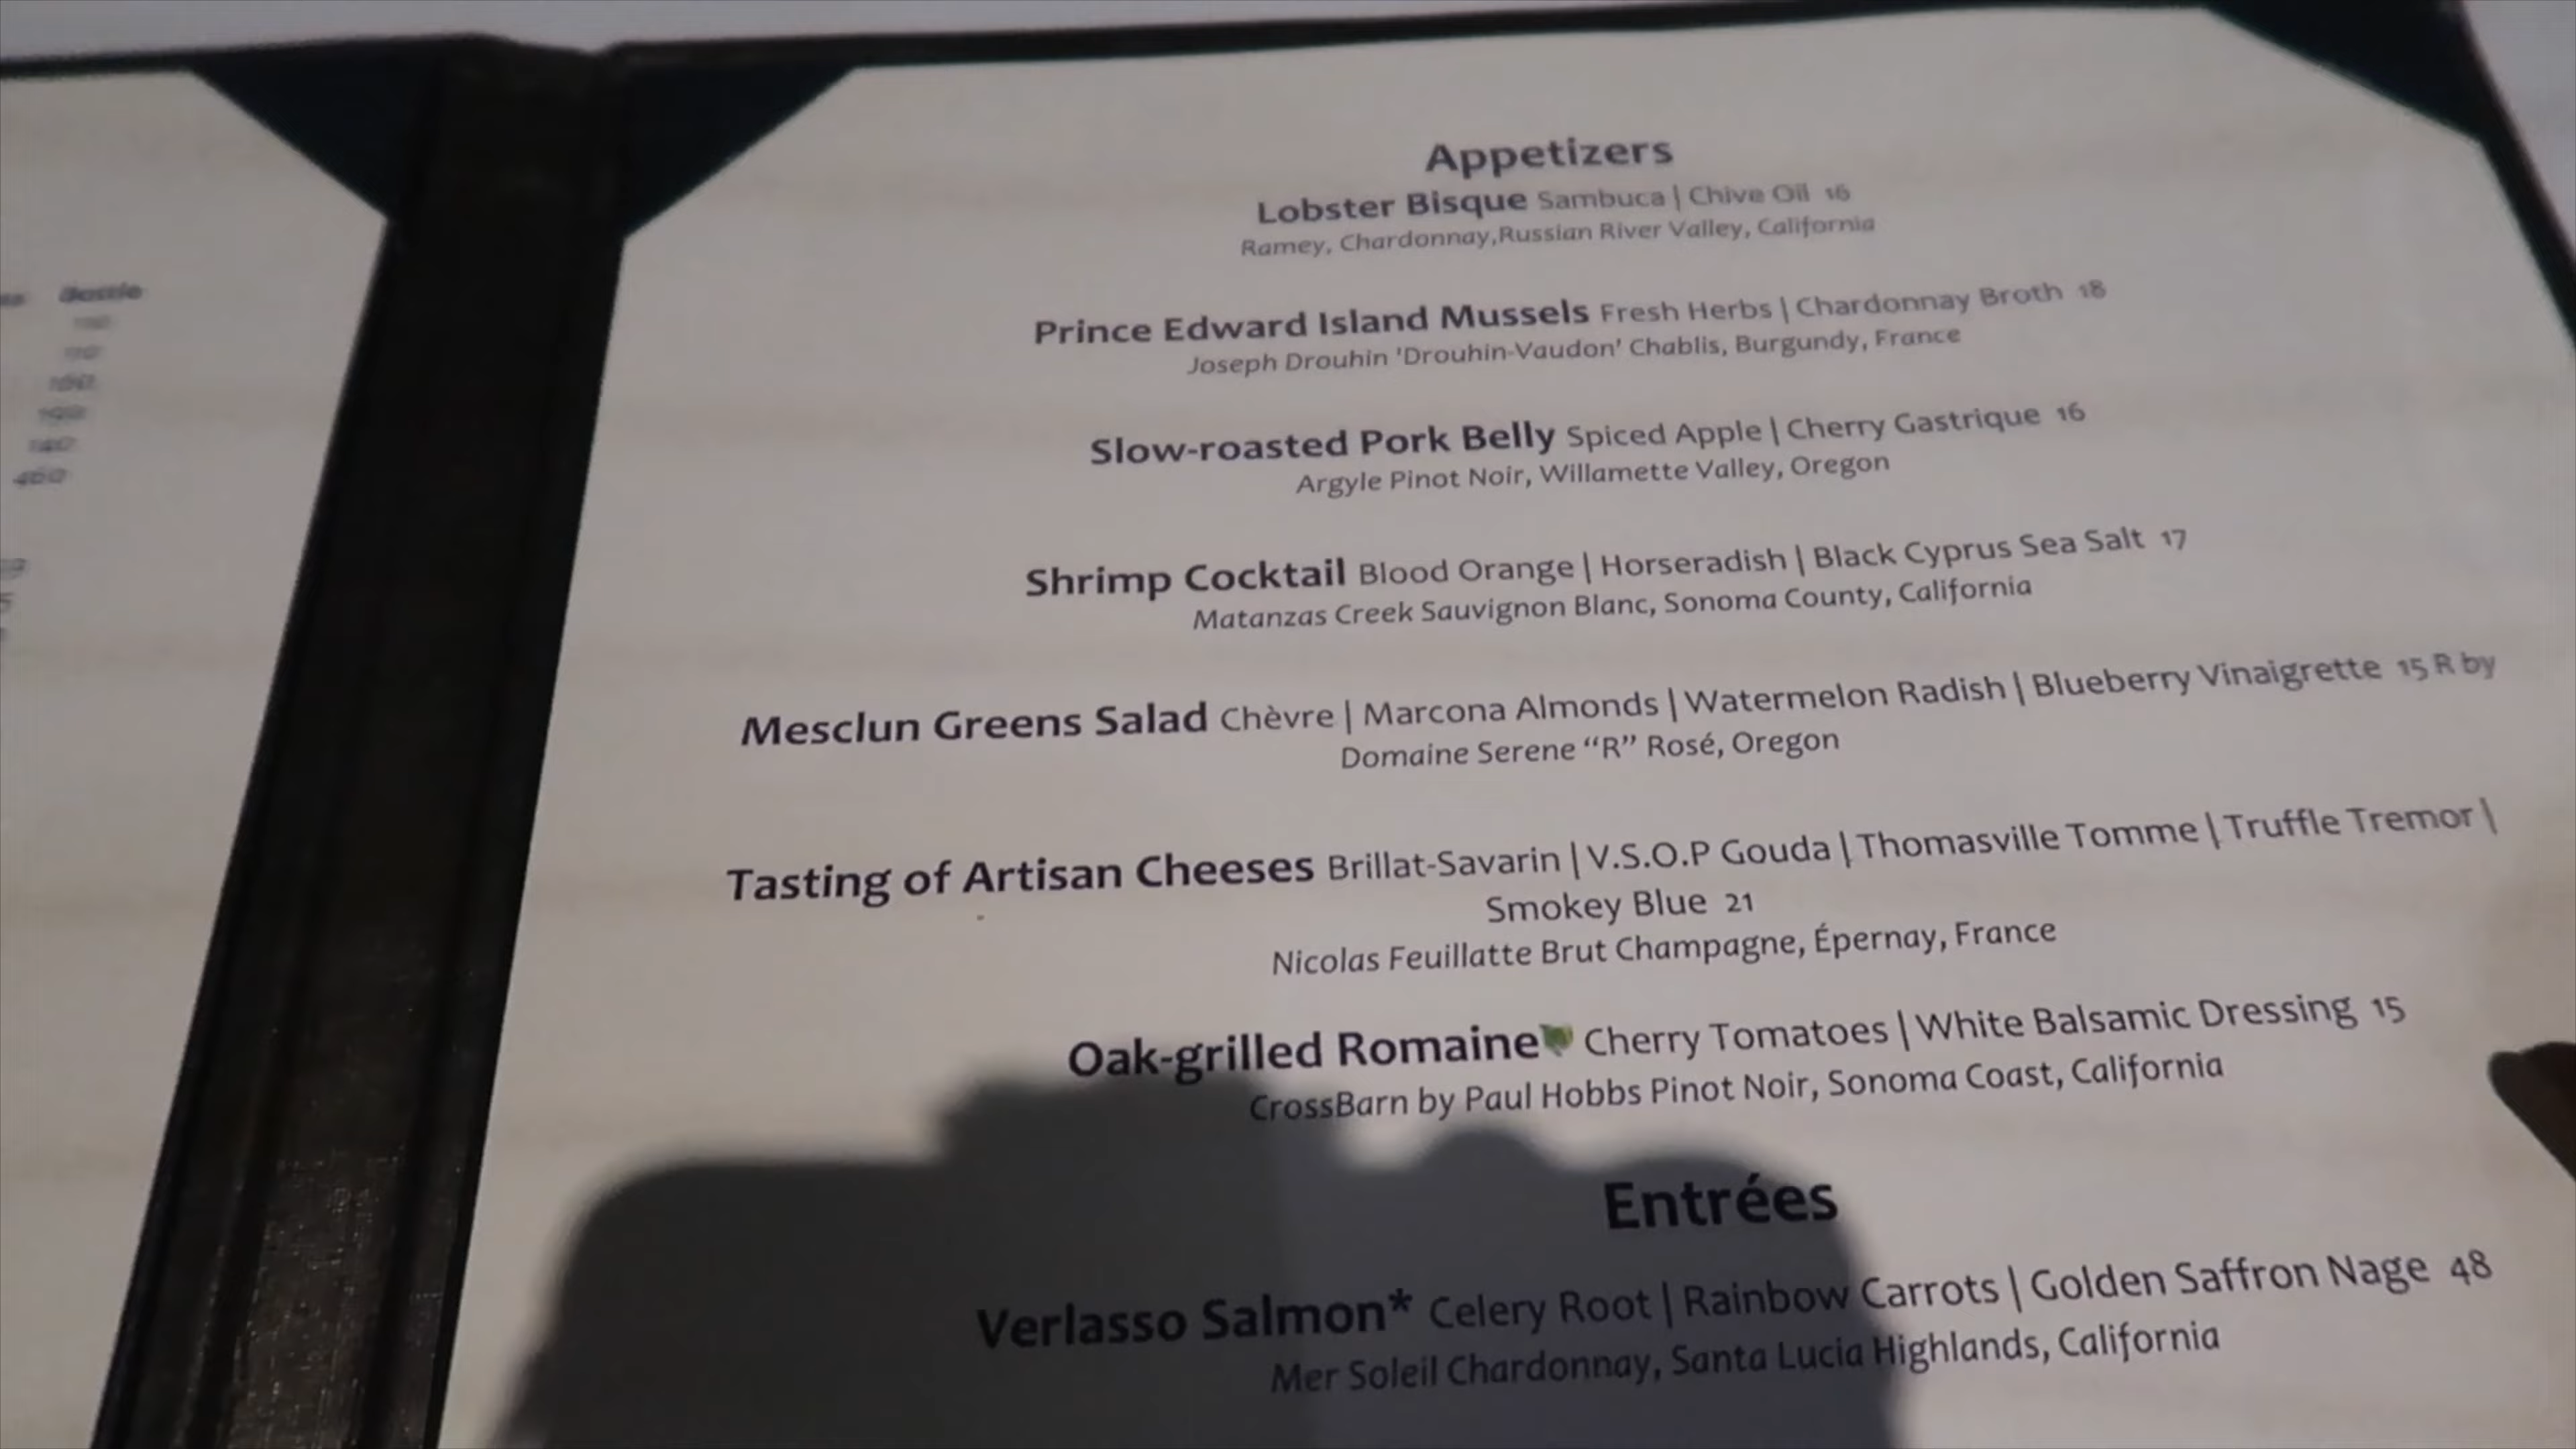 Bottle
460
Appetizers
Lobster Bisque Sambuca | Chive Oil 16
Ramey, Chardonnay,Russian River Valley, California
Prince Edward Island Mussels Fresh Herbs | Chardonnay Broth 18
Joseph Drouhin 'Drouhin-Vaudon' Chablis, Burgundy, France
Slow-roasted Pork Belly Spiced Apple | Cherry Gastrique 16
Argyle Pinot Noir, Willamette Valley, Oregon
Shrimp Cocktail Blood Orange | Horseradish | Black Cyprus Sea Salt 17
Matanzas Creek Sauvignon Blanc, Sonoma County, California
Mesclun Greens Salad Chèvre | Marcona Almonds | Watermelon Radish | Blueberry Vinaigrette 15 R by
Domaine Serene “R” Rosé, Oregon
Tasting of Artisan Cheeses Brillat-Savarin | V.S.O.P Gouda | Thomasville Tomme | Truffle Tremor |
Smokey Blue 21
Nicolas Feuillatte Brut Champagne, Épernay, France
Oak-grilled Romaine Cherry Tomatoes | White Balsamic Dressing 15
CrossBarn by Paul Hobbs Pinot Noir, Sonoma Coast, California
Entrées
Verlasso Salmon* Celery Root | Rainbow Carrots | Golden Saffron Nage 48
Mer Soleil Chardonnay, Santa Lucia Highlands, California